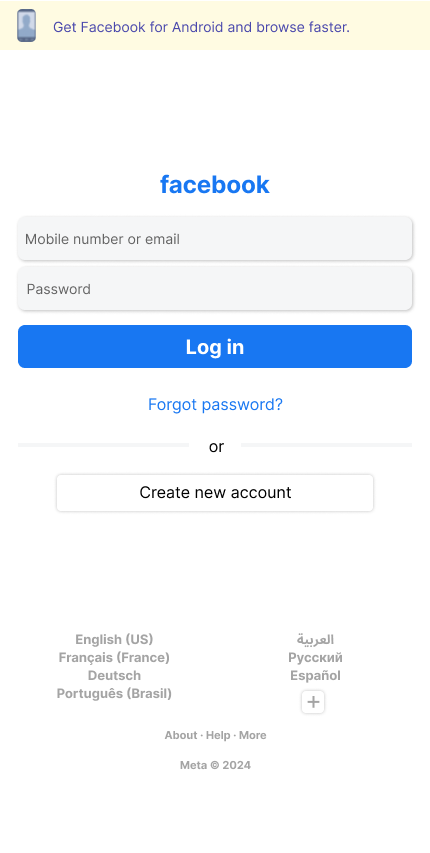 Get Facebook for Android and browse faster.
facebook
Mobile number or email
Password
Log in
Forgot password?
or
Create new account
English (US)
Français (France)
Deutsch
Português (Brasil)
العربية
Русский
Español
About · Help · More
Meta © 2024